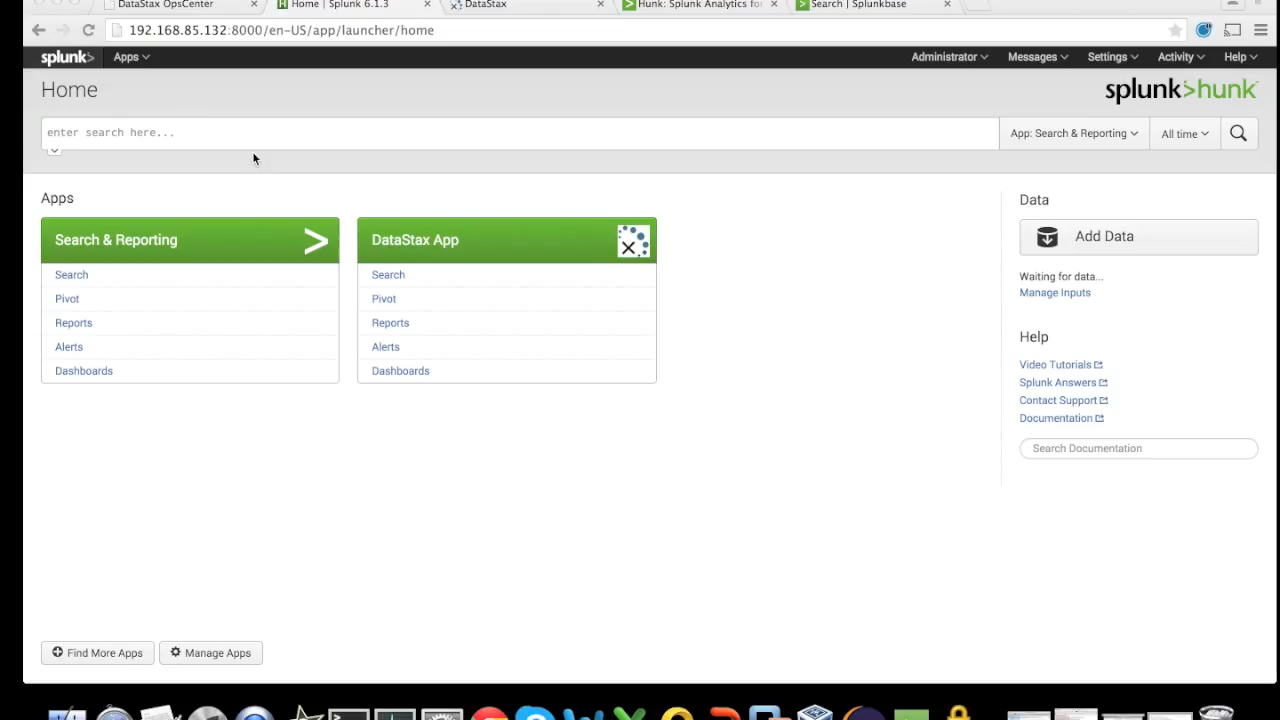 DataStax OpsCenter
Home | Splunk 6.1.3
DataStax
Hunk: Splunk Analytics for
Search | Splunkbase
192.168.85.132:8000/en-US/app/launcher/home
splunk> Apps Administrator Messages Settings Activity Help
Home
splunk>hunk
enter search here...
App: Search & Reporting
All time
Apps
Search & Reporting
Search
Pivot
Reports
Alerts
Dashboards
DataStax App
Search
Pivot
Reports
Alerts
Dashboards
Data
Add Data
Waiting for data...
Manage Inputs
Help
Video Tutorials
Splunk Answers
Contact Support
Documentation
Search Documentation
Find More Apps
Manage Apps